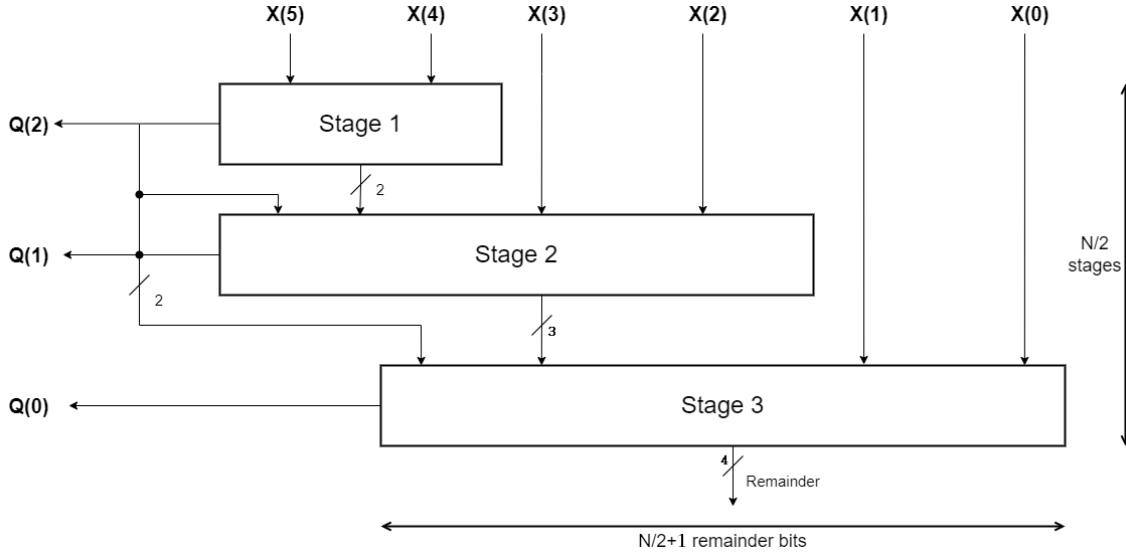 X(5) X(4) X(3) X(2) X(1) X(0)
Stage 1
Q(2)
2
Stage 2
Q(1)
N/2
stages
2
3
Stage 3
Q(0)
4
Remainder
N/2+1 remainder bits